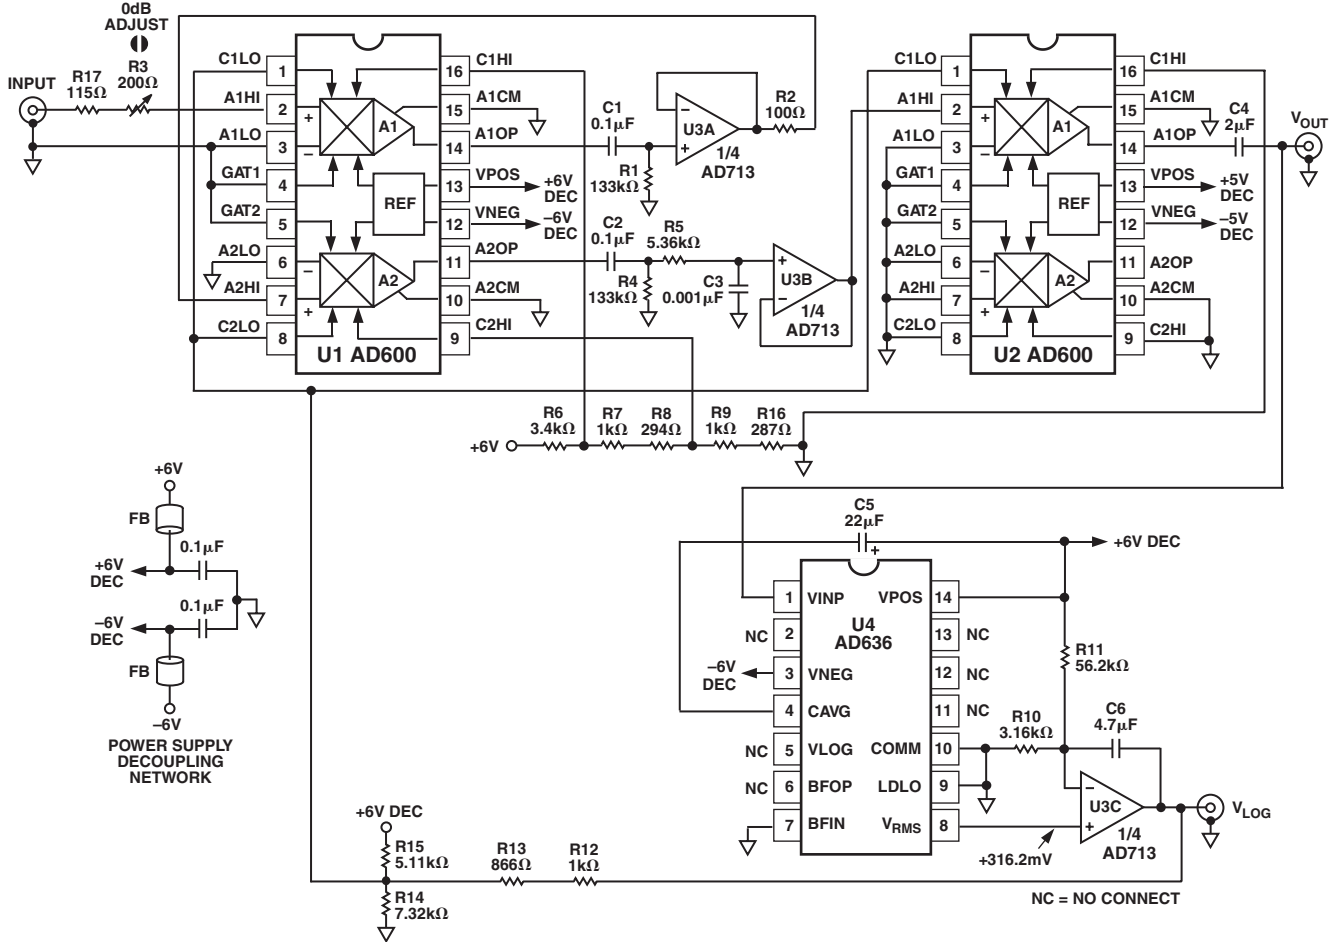 0dB
ADJUST
INPUT
R17
115Ω
R3
200Ω
C1LO
A1HI
A1LO
GAT1
GAT2
A2LO
A2HI
C2LO
1
2
3
4
5
6
7
8
+
–
–
+
A1
REF
A2
U1 AD600
16
15
14
13
12
11
10
9
C1HI
A1CM
A1OP
VPOS
VNEG
A2OP
A2CM
C2HI
+6V
DEC
–6V
DEC
C1
0.1µF
R1
133kΩ
–
+
U3A
1/4
AD713
R2
100Ω
C2
0.1µF
R4
133kΩ
R5
5.36kΩ
C3
0.001µF
+
–
U3B
1/4
AD713
C1LO
A1HI
A1LO
GAT1
GAT2
A2LO
A2HI
C2LO
1
2
3
4
5
6
7
8
+
–
–
+
A1
REF
A2
U2 AD600
16
15
14
13
12
11
10
9
C1HI
A1CM
A1OP
VPOS
VNEG
A2OP
A2CM
C2HI
+5V
DEC
–5V
DEC
C4
2µF
VOUT
+6V
R6
3.4kΩ
R7
1kΩ
R8
294Ω
R9
1kΩ
R16
287Ω
+6V
FB
0.1µF
+6V
DEC
0.1µF
–6V
DEC
FB
–6V
POWER SUPPLY
DECOUPLING
NETWORK
C5
22µF
+
+6V DEC
1
2
3
4
5
6
7
VINP
VNEG
CAVG
VLOG
BFOP
BFIN
U4
AD636
VPOS
COMM
LDLO
VRMS
14
13
12
11
10
9
8
NC
–6V
DEC
NC
NC
NC
NC
NC
R11
56.2kΩ
R10
3.16kΩ
C6
4.7µF
–
+
U3C
1/4
AD713
VLOG
+316.2mV
+6V DEC
R15
5.11kΩ
R14
7.32kΩ
R13
866Ω
R12
1kΩ
NC = NO CONNECT